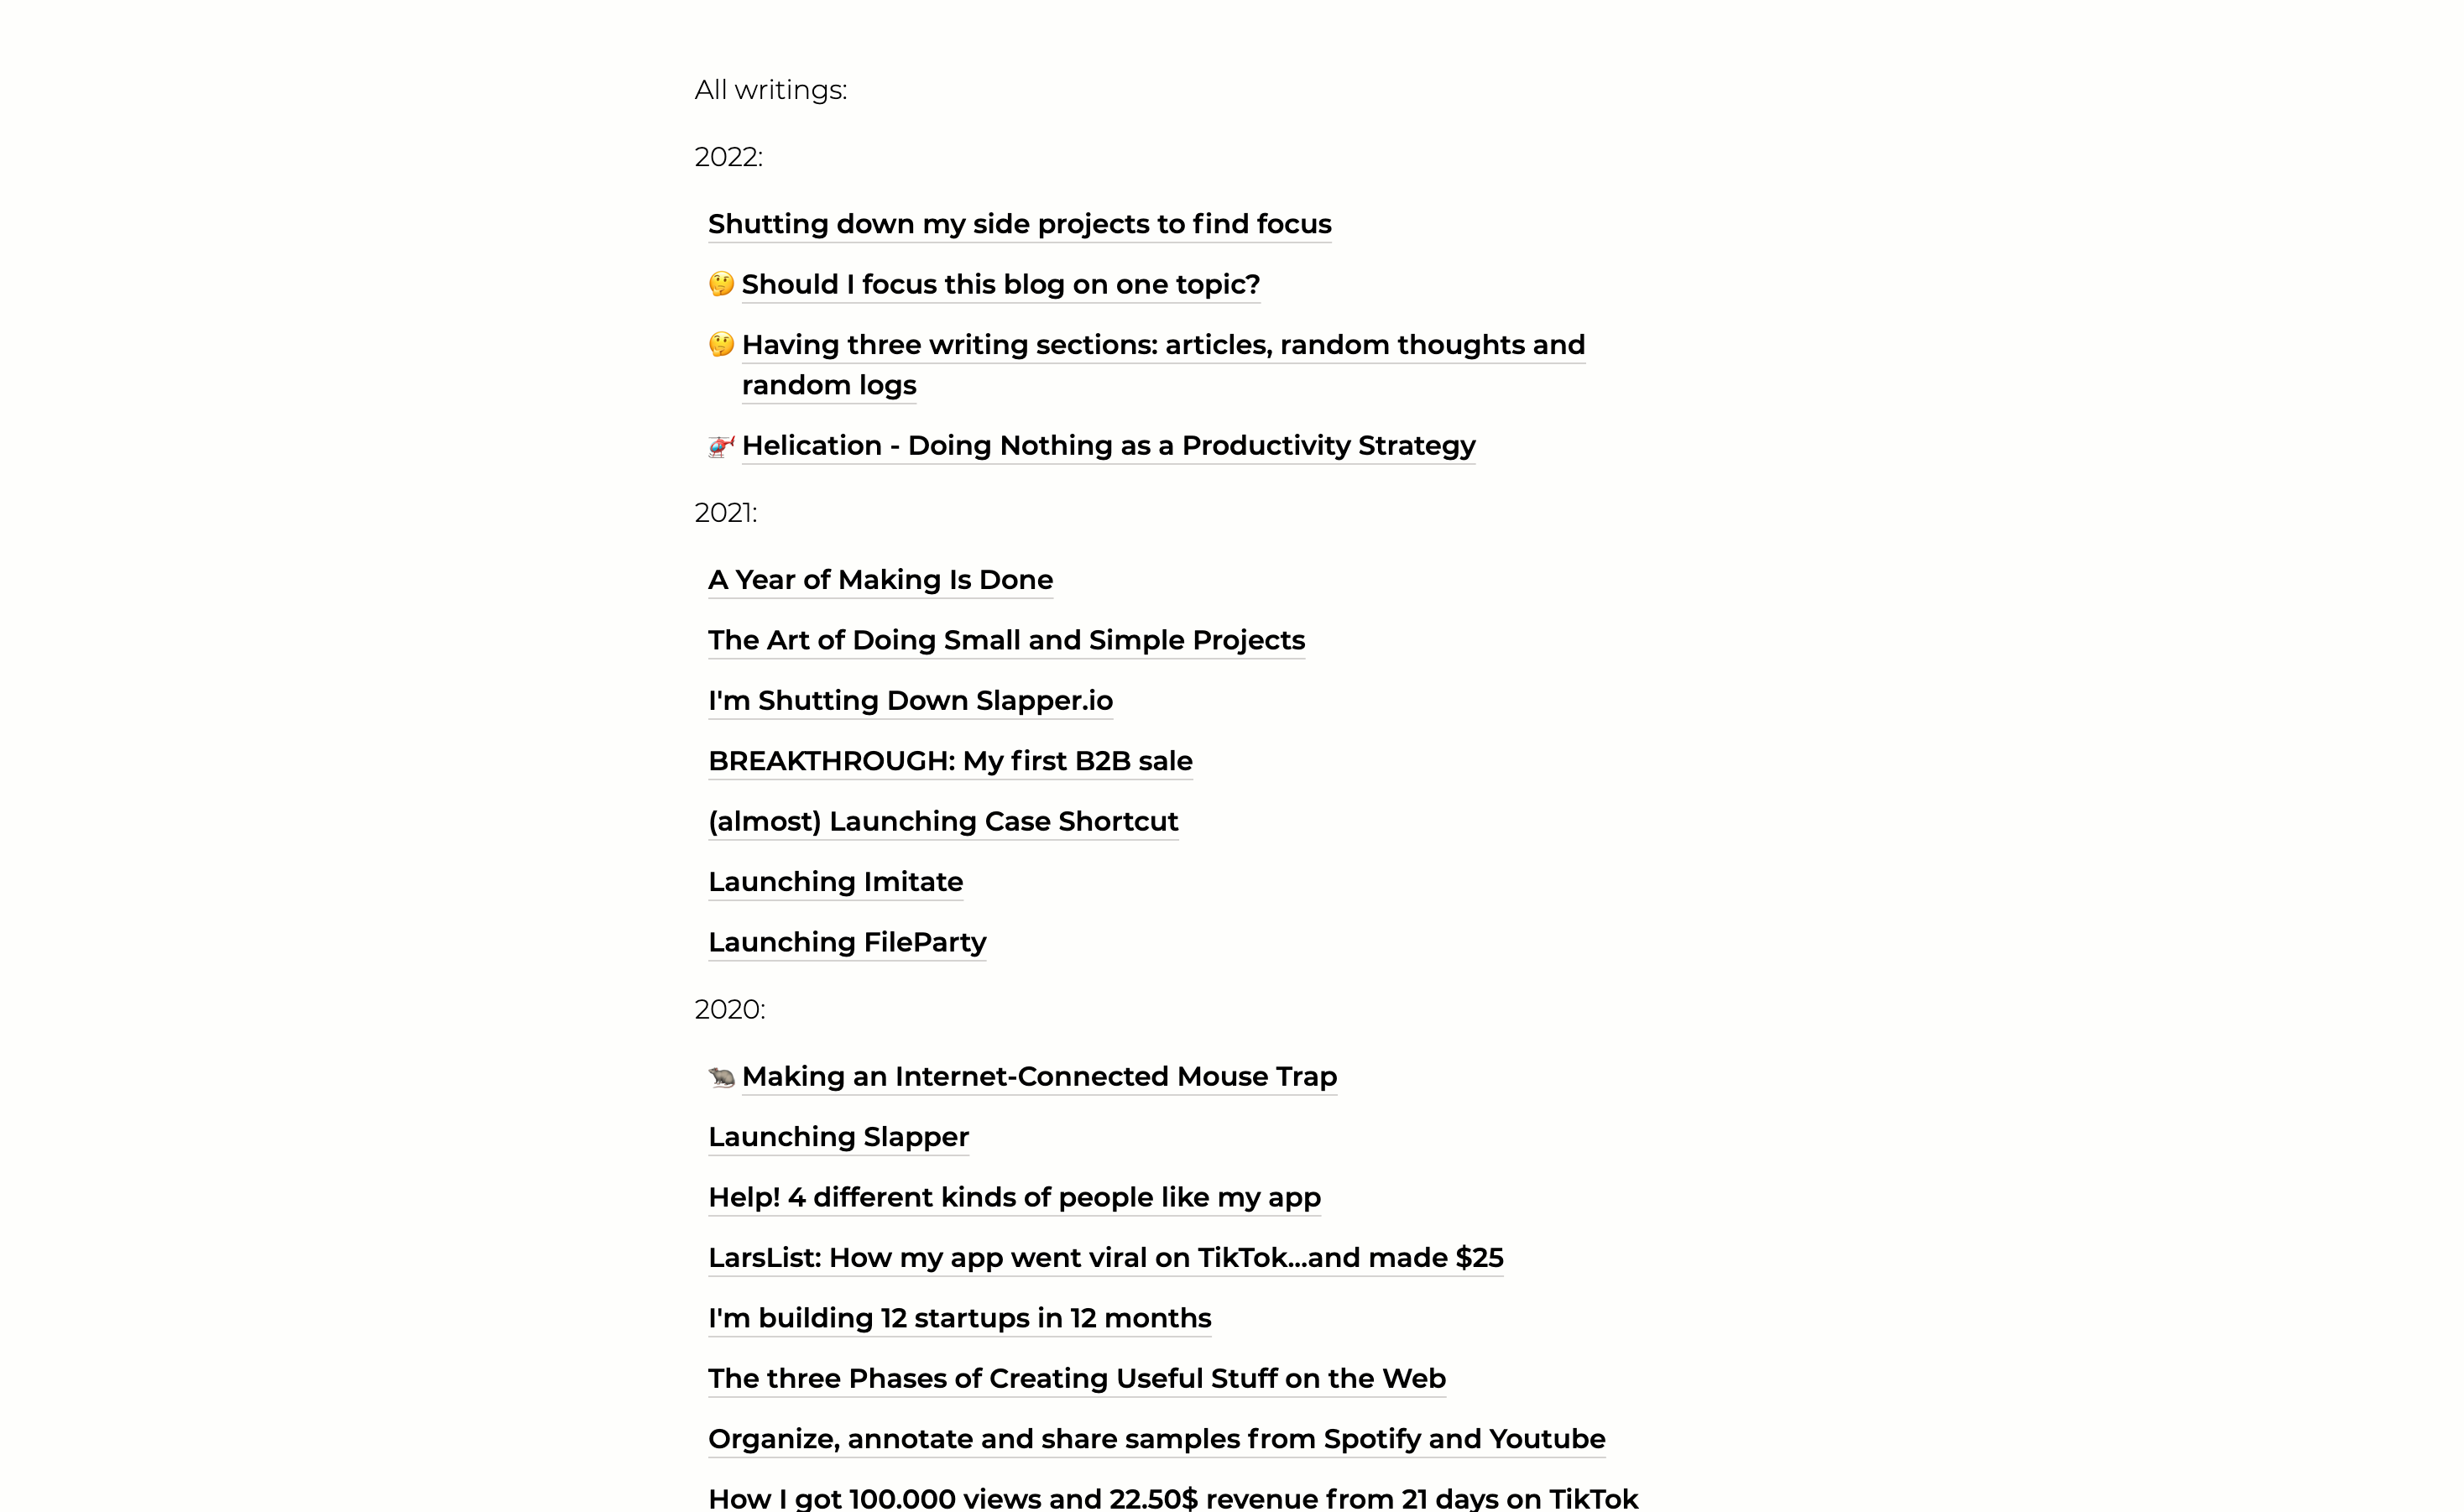 All writings:
2022:
Shutting down my side projects to find focus
🤔 Should I focus this blog on one topic?
🤔 Having three writing sections: articles, random thoughts and
random logs
🚁 Helication - Doing Nothing as a Productivity Strategy
2021:
A Year of Making Is Done
The Art of Doing Small and Simple Projects
I'm Shutting Down Slapper.io
BREAKTHROUGH: My first B2B sale
(almost) Launching Case Shortcut
Launching Imitate
Launching FileParty
2020:
🐀 Making an Internet-Connected Mouse Trap
Launching Slapper
Help! 4 different kinds of people like my app
LarsList: How my app went viral on TikTok...and made $25
I'm building 12 startups in 12 months
The three Phases of Creating Useful Stuff on the Web
Organize, annotate and share samples from Spotify and Youtube
How I got 100.000 views and 22.50$ revenue from 21 days on TikTok